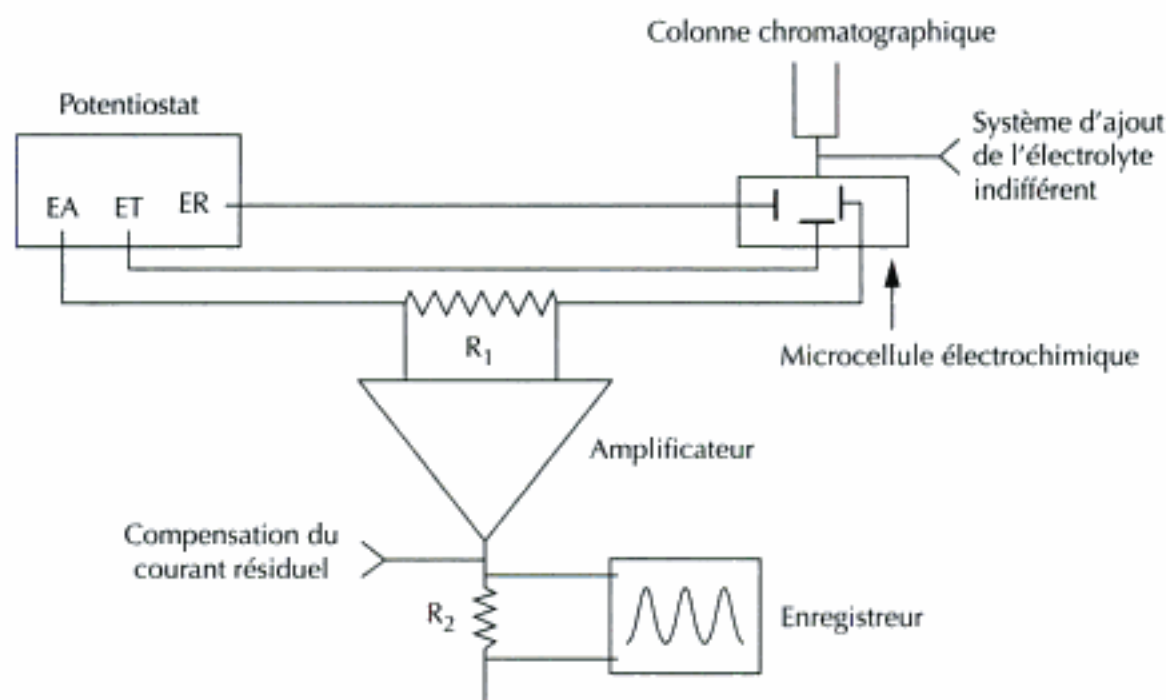 Colonne chromatographique
Potentiostat
Système d'ajout
de l'électrolyte
indifférent
EA ET ER
R1
Microcellule électrochimique
Amplificateur
Compensation du
courant résiduel
R2
Enregistreur